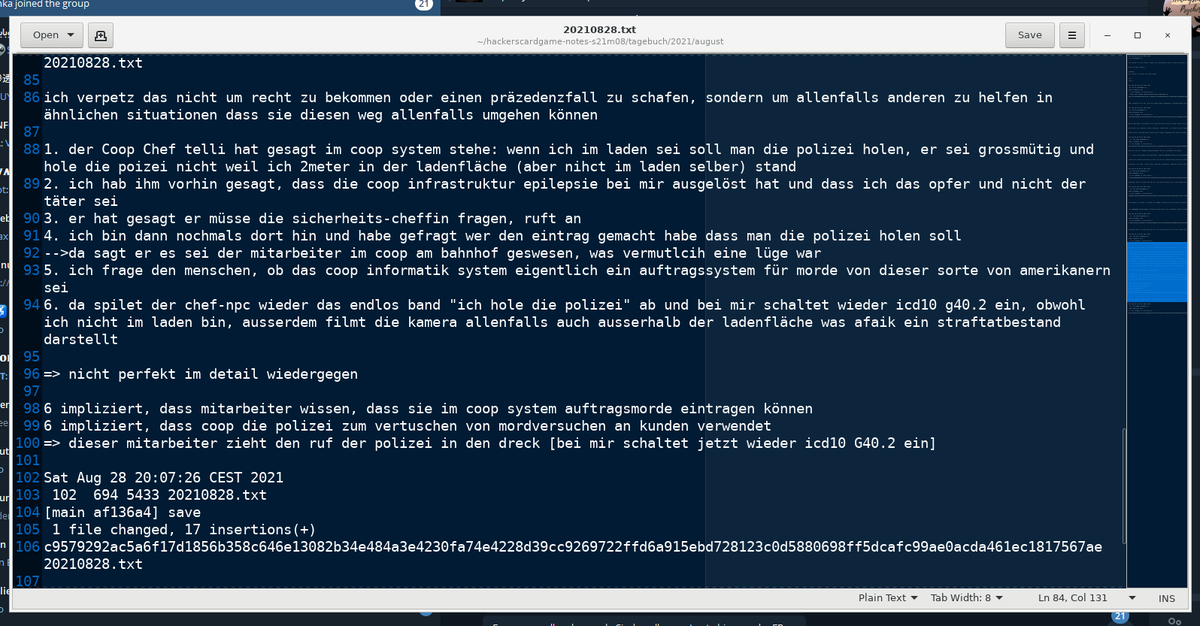 nka joined the group
21
Open
20210828.txt
~/hackerscardgame-notes-s21m08/tagebuch/2021/august
Save
20210828.txt
85
86 ich verpetz das nicht um recht zu bekommen oder einen präzedenzfall zu schafen, sondern um allenfalls anderen zu helfen in
ähnlichen situationen dass sie diesen weg allenfalls umgehen können
87
88 1. der Coop Chef telli hat gesagt im coop system stehe: wenn ich im laden sei soll man die polizei holen, er sei grossmütig und
hole die poizei nicht weil ich 2meter in der ladenfläche (aber nihct im laden selber) stand
89 2. ich hab ihm vorhin gesagt, dass die coop infrastruktur epilepsie bei mir ausgelöst hat und dass ich das opfer und nicht der
täter sei
90 3. er hat gesagt er müsse die sicherheits-cheffin fragen, ruft an
91 4. ich bin dann nochmals dort hin und habe gefragt wer den eintrag gemacht habe dass man die polizei holen soll
92 -->da sagt er es sei der mitarbeiter im coop am bahnhof geswesen, was vermutlcih eine lüge war
93 5. ich frage den menschen, ob das coop informatik system eigentlich ein auftragssystem für morde von dieser sorte von amerikanern
sei
94 6. da spilet der chef-npc wieder das endlos band "ich hole die polizei" ab und bei mir schaltet wieder icd10 g40.2 ein, obwohl
ich nicht im laden bin, ausserdem filmt die kamera allenfalls auch ausserhalb der ladenfläche was afaik ein straftatbestand
darstellt
95
96 => nicht perfekt im detail wiedergegen
97
98 6 impliziert, dass mitarbeiter wissen, dass sie im coop system auftragsmorde eintragen können
99 6 impliziert, dass coop die polizei zum vertuschen von mordversuchen an kunden verwendet
100 => dieser mitarbeiter zieht den ruf der polizei in den dreck [bei mir schaltet jetzt wieder icd10 G40.2 ein]
101
102 Sat Aug 28 20:07:26 CEST 2021
103  102  694 5433 20210828.txt
104 [main af136a4] save
105  1 file changed, 17 insertions(+)
106 c9579292ac5a6f17d1856b358c646e13082b34e484a3e4230fa74e4228d39cc9269722ffd6a915ebd728123c0d5880698ff5dcafc99ae0acda461ec1817567ae
20210828.txt
107
Plain Text Tab Width: 8 Ln 84, Col 131 INS
21